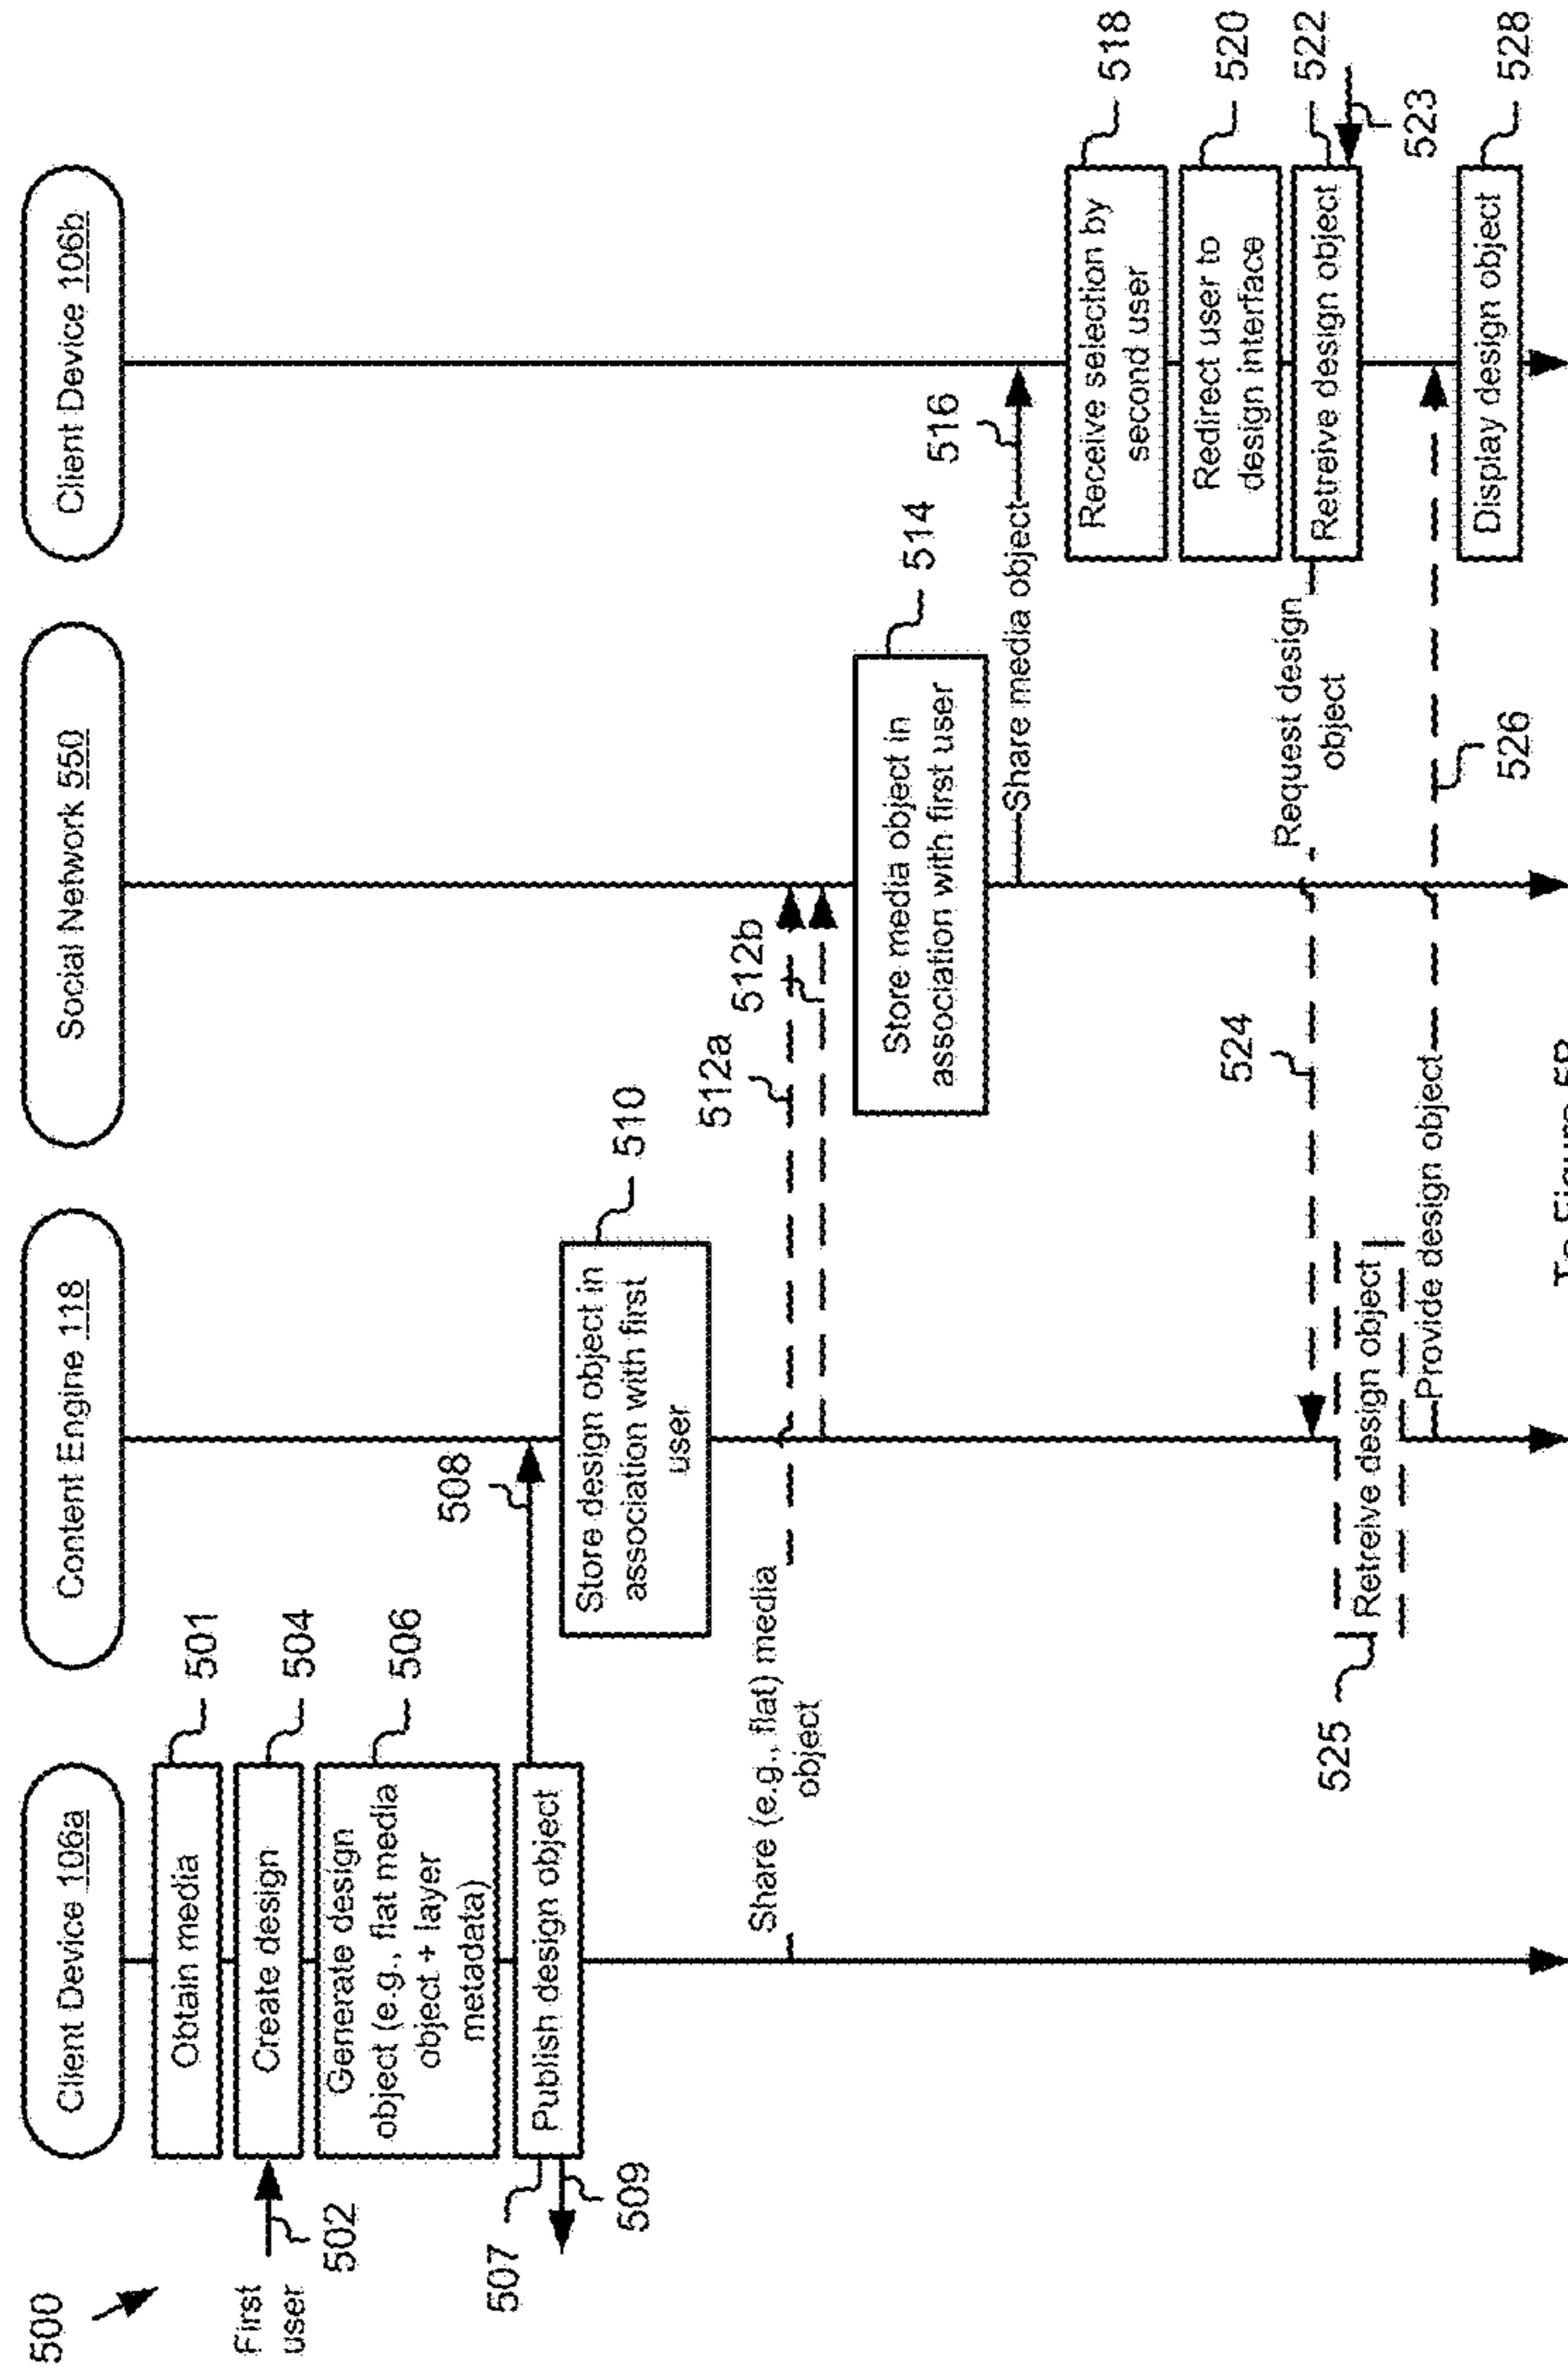 500
Client Device 106a
Content Engine 118
Social Network 550
Client Device 106b
Obtain media
501
First
user
502
Create design
504
Generate design
object (e.g., flat media
object + layer
metadata)
506
507
Publish design object
509
508
Store design object in
association with first
user
510
Share (e.g., flat) media
object
512a
512b
Store media object in
association with first user
514
Share media object
516
Receive selection by
second user
518
Redirect user to
design interface
520
Retreive design object
522
523
Request design
object
524
525
Retreive design object
Provide design object
526
Display design object
528
To Figure 5B